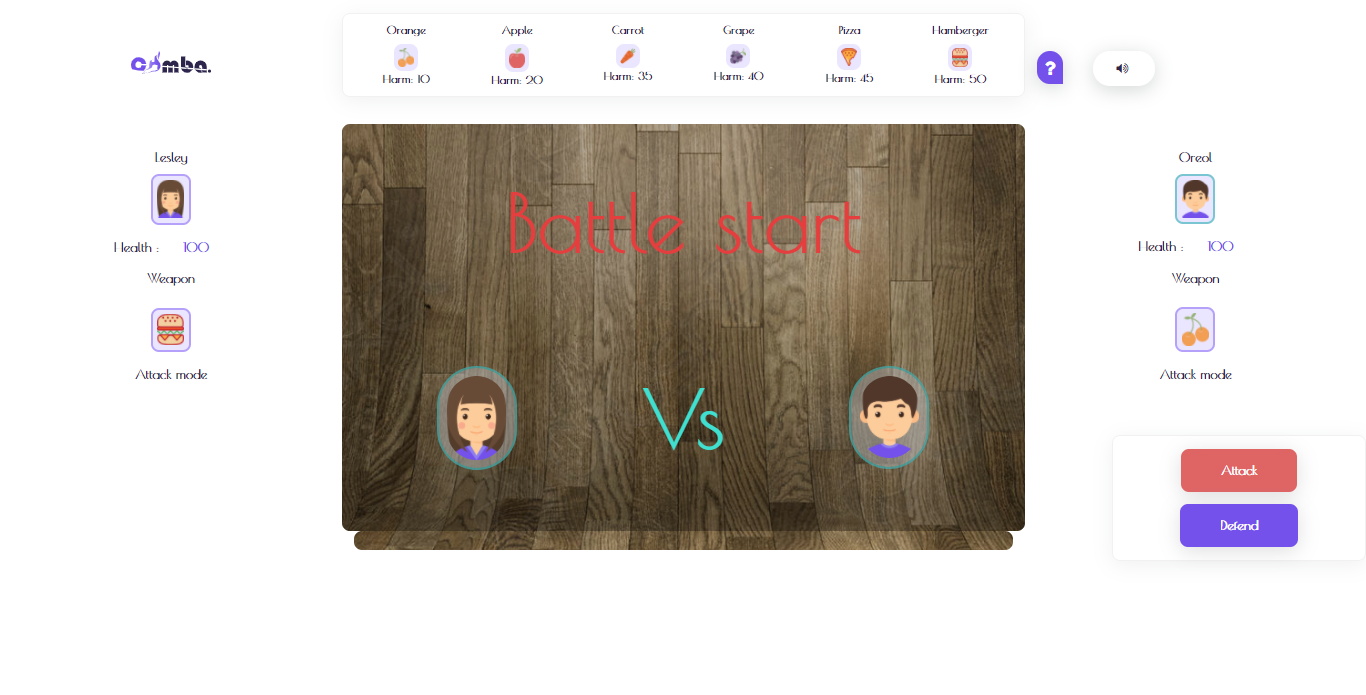 Orange
Apple
Carrot
Grape
Pizza
Hamberger
Harm: 10
Harm: 20
Harm: 35
Harm: 40
Harm: 45
Harm: 50
Comba.
?
Lesley
Health : 100
Weapon
Attack mode
Battle start
Vs
Oreol
Health : 100
Weapon
Attack mode
Attack
Defend